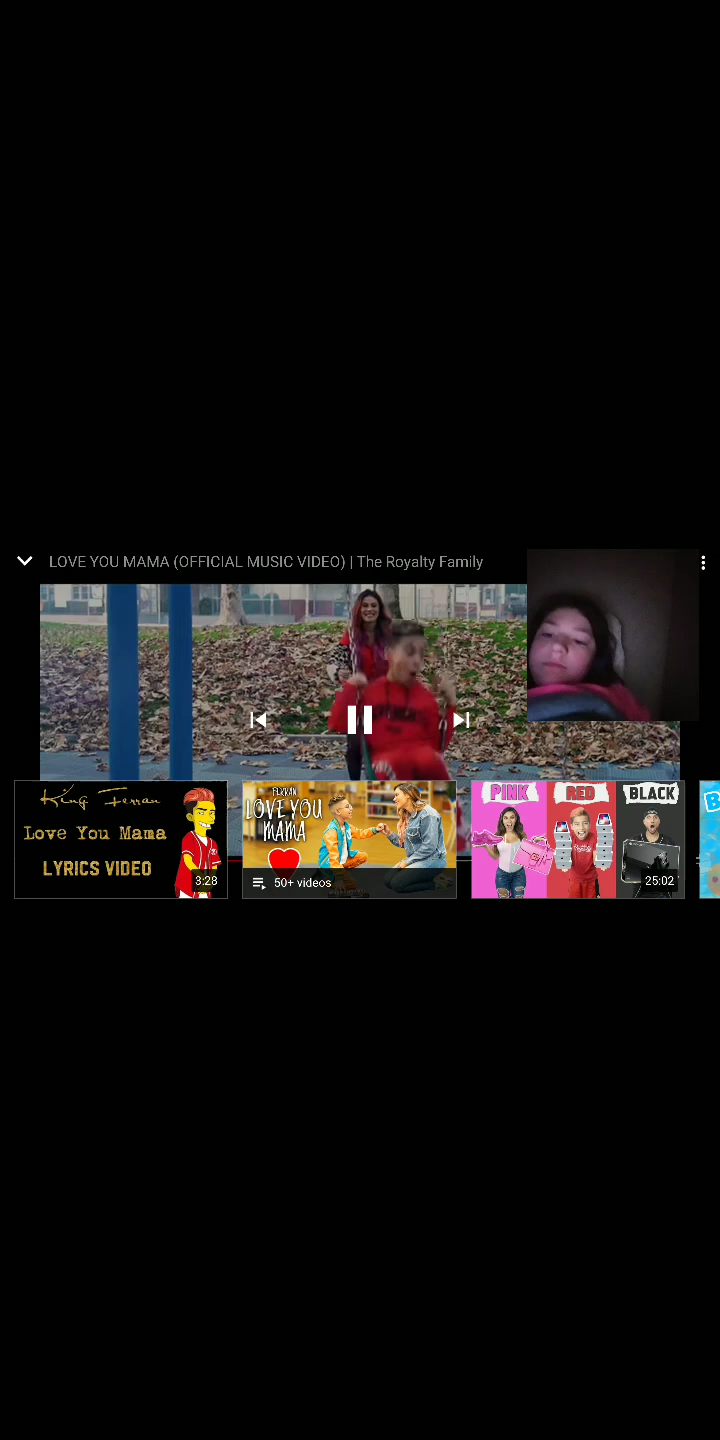 LOVE YOU MAMA (OFFICIAL MUSIC VIDEO) | The Royalty Family
King Ferran
Love You Mama
LYRICS VIDEO
3:28
FERRAN
LOVE YOU
MAMA
50+ videos
PINK
RED
BLACK
25:02